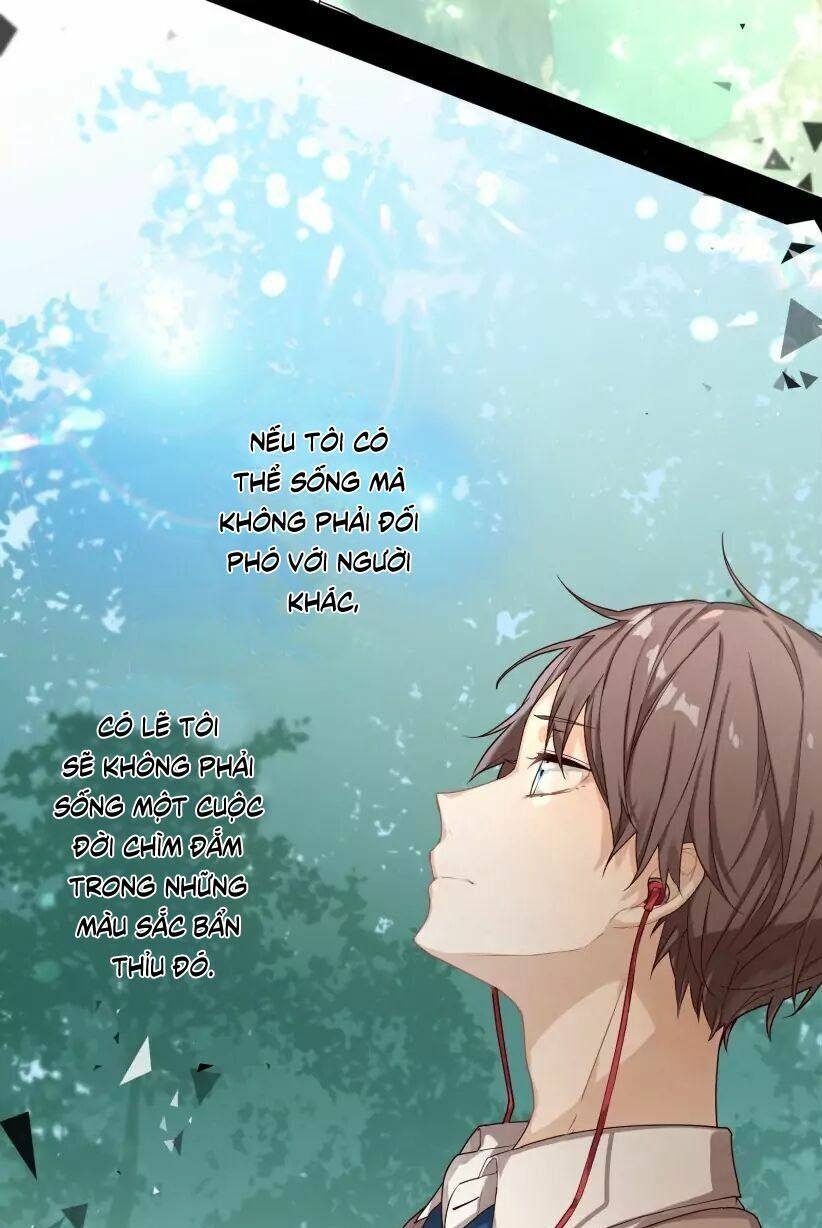 NẾU TÔI CÓ
THỂ SỐNG MÀ
KHÔNG PHẢI ĐỐI
PHÓ VỚI NGƯỜI
KHÁC,
CÓ LẼ TÔI
SẼ KHÔNG PHẢI
SỐNG MỘT CUỘC
ĐỜI CHÌM ĐẮM
TRONG NHỮNG
MÀU SẮC BẨN
THỈU ĐÓ.